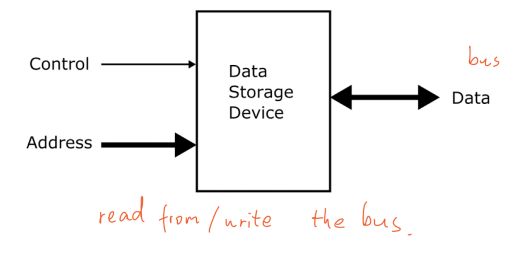 bus
Control
Data
Storage
Device
Data
Address
read from/write the bus.